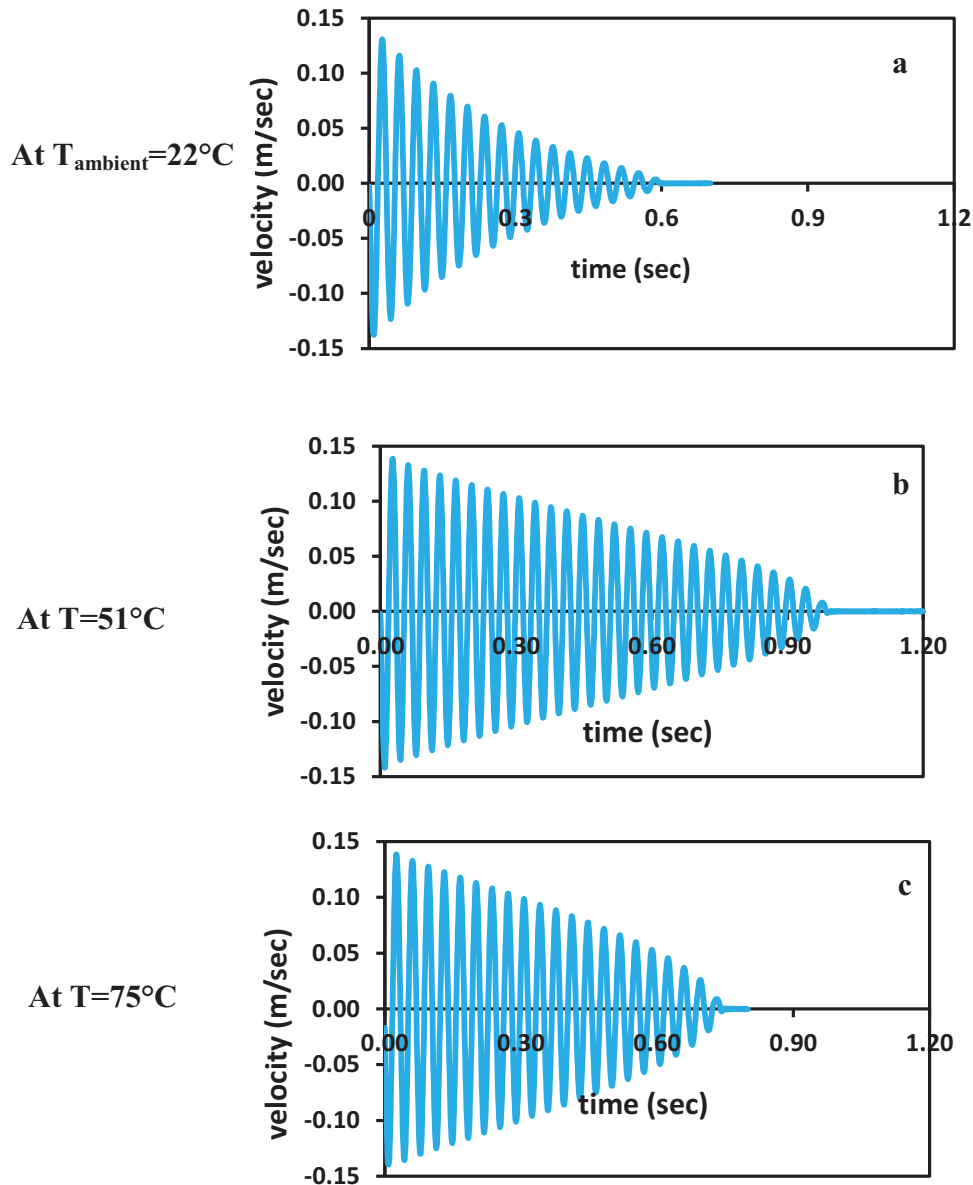 0.15
a
0.10
0.05
At T_ambient=22°C
0.00
0 0.3 0.6 0.9 1.2
-0.05
-0.10
-0.15
velocity (m/sec)
time (sec)
0.15
b
0.10
0.05
At T=51°C
0.00
0.00 0.30 0.60 0.90 1.20
-0.05
-0.10
-0.15
velocity (m/sec)
time (sec)
0.15
c
0.10
0.05
At T=75°C
0.00
0.00 0.30 0.60 0.90 1.20
-0.05
-0.10
-0.15
velocity (m/sec)
time (sec)